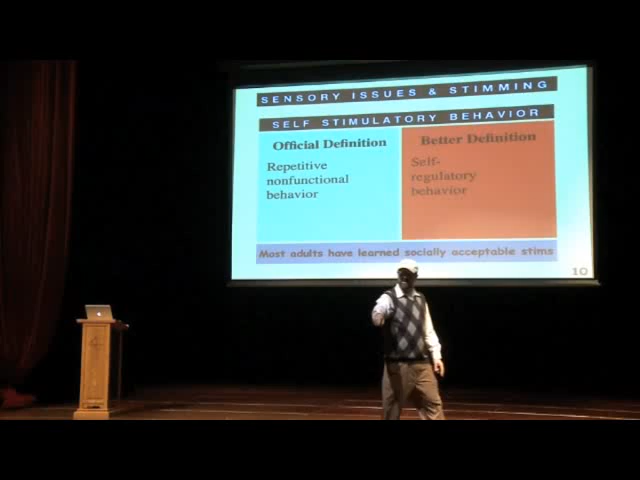 SENSORY ISSUES & STIMMING
SELF STIMULATORY BEHAVIOR
Official Definition
Repetitive
nonfunctional
behavior
Better Definition
Self-
regulatory
behavior
Most adults have learned socially acceptable stims
10